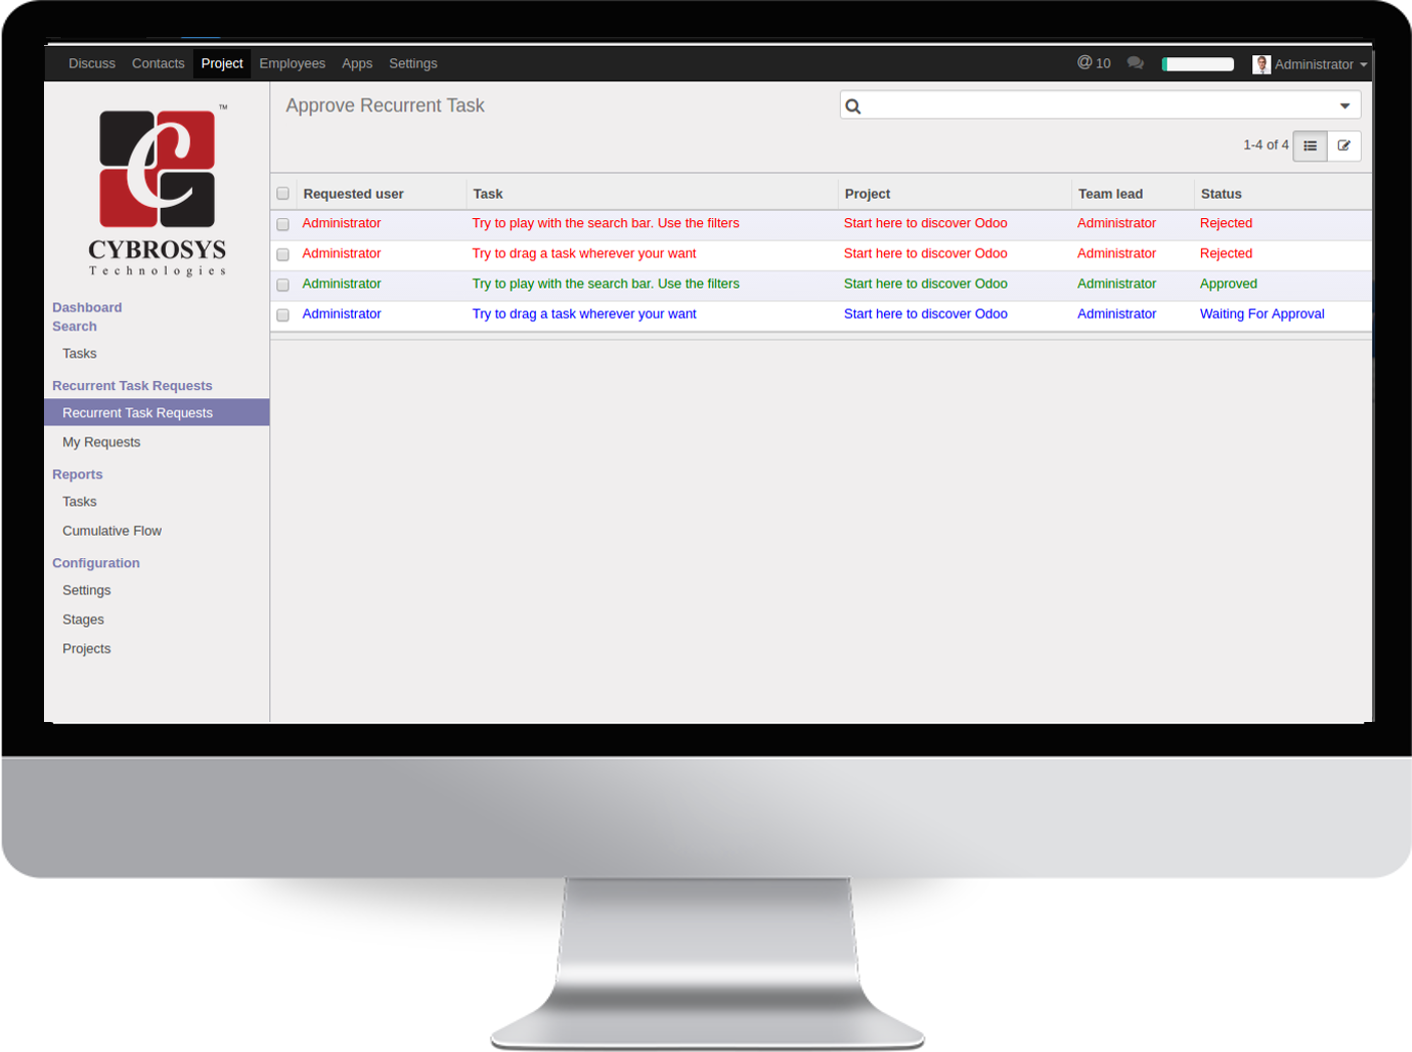 Discuss Contacts Project Employees Apps Settings @ 10 Administrator
™
C
CYBROSYS
Technologies
Dashboard
Search
Tasks
Recurrent Task Requests
Recurrent Task Requests
My Requests
Reports
Tasks
Cumulative Flow
Configuration
Settings
Stages
Projects
Approve Recurrent Task
1-4 of 4
Requested user Task Project Team lead Status
Administrator Try to play with the search bar. Use the filters Start here to discover Odoo Administrator Rejected
Administrator Try to drag a task wherever your want Start here to discover Odoo Administrator Rejected
Administrator Try to play with the search bar. Use the filters Start here to discover Odoo Administrator Approved
Administrator Try to drag a task wherever your want Start here to discover Odoo Administrator Waiting For Approval